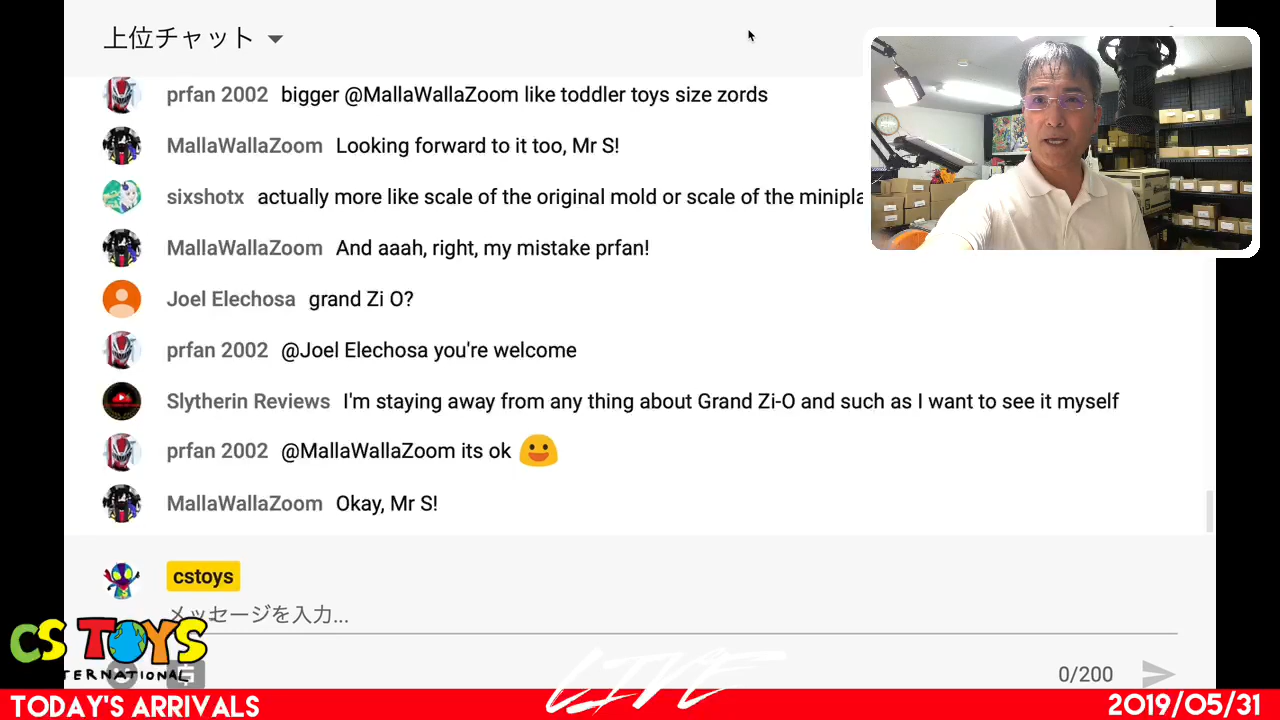 上位チャット
prfan 2002 bigger @MallaWallaZoom like toddler toys size zords
MallaWallaZoom Looking forward to it too, Mr S!
sixshotx actually more like scale of the original mold or scale of the minipla
MallaWallaZoom And aaah, right, my mistake prfan!
Joel Elechosa grand Zi O?
prfan 2002 @Joel Elechosa you're welcome
Slytherin Reviews I'm staying away from any thing about Grand Zi-O and such as I want to see it myself
prfan 2002 @MallaWallaZoom its ok 😀
MallaWallaZoom Okay, Mr S!
cstoys
メッセージを入力...
CS TOYS
INTERNATIONAL
LIVE
0/200
TODAY'S ARRIVALS
2019/05/31